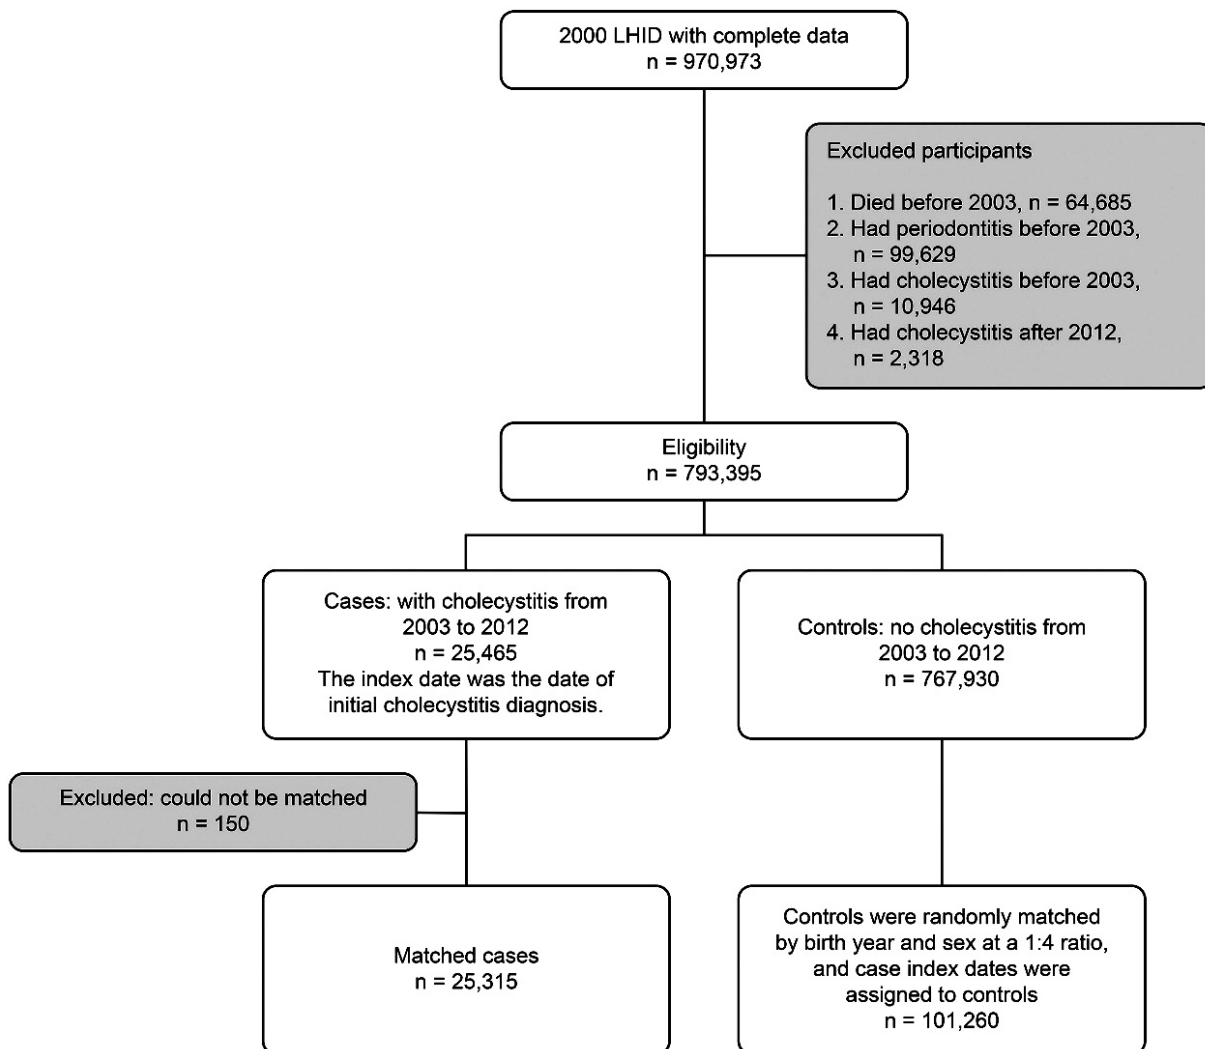 2000 LHID with complete data
n = 970,973
Excluded participants
1. Died before 2003, n = 64,685
2. Had periodontitis before 2003,
n = 99,629
3. Had cholecystitis before 2003,
n = 10,946
4. Had cholecystitis after 2012,
n = 2,318
Eligibility
n = 793,395
Cases: with cholecystitis from
2003 to 2012
n = 25,465
The index date was the date of
initial cholecystitis diagnosis.
Controls: no cholecystitis from
2003 to 2012
n = 767,930
Excluded: could not be matched
n = 150
Matched cases
n = 25,315
Controls were randomly matched
by birth year and sex at a 1:4 ratio,
and case index dates were
assigned to controls
n = 101,260